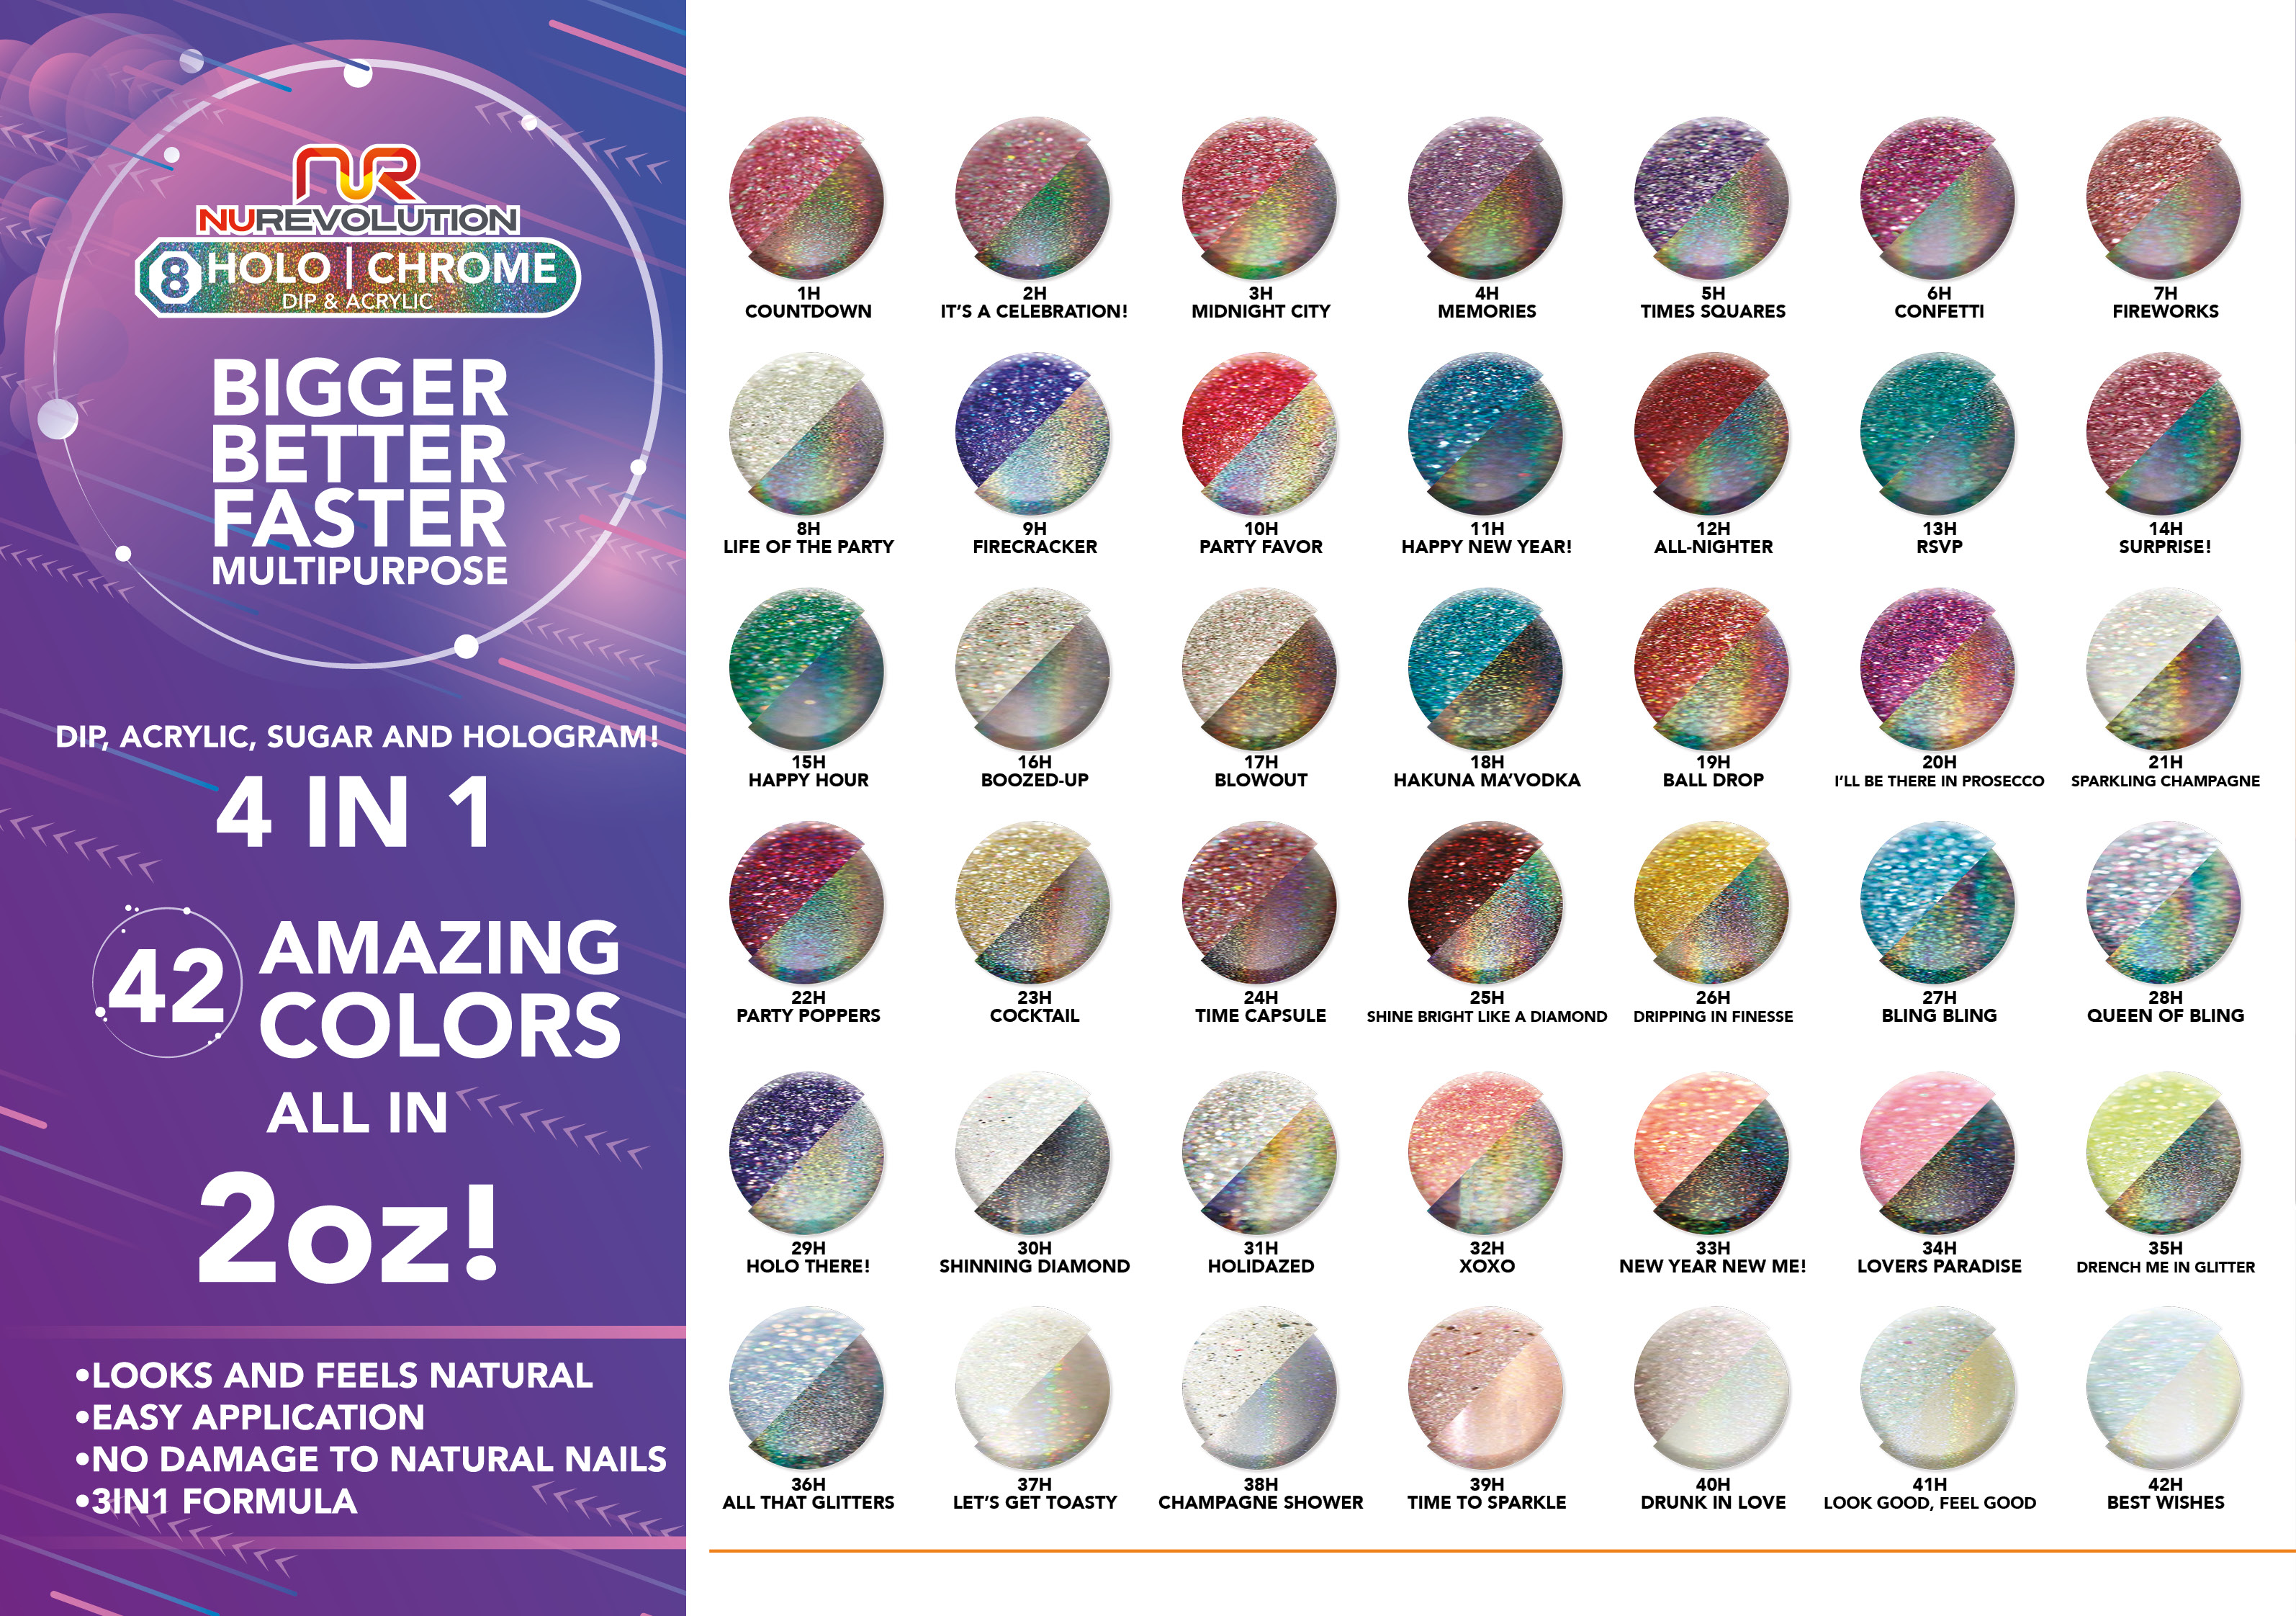 NR
NUREVOLUTION
8 HOLO | CHROME
DIP & ACRYLIC
BIGGER
BETTER
FASTER
MULTIPURPOSE
DIP, ACRYLIC, SUGAR AND HOLOGRAM!
4 IN 1
42 AMAZING
COLORS
ALL IN
2oz!
•LOOKS AND FEELS NATURAL
•EASY APPLICATION
•NO DAMAGE TO NATURAL NAILS
•3IN1 FORMULA
1H
COUNTDOWN
2H
IT'S A CELEBRATION!
3H
MIDNIGHT CITY
4H
MEMORIES
5H
TIMES SQUARES
6H
CONFETTI
7H
FIREWORKS
8H
LIFE OF THE PARTY
9H
FIRECRACKER
10H
PARTY FAVOR
11H
HAPPY NEW YEAR!
12H
ALL-NIGHTER
13H
RSVP
14H
SURPRISE!
15H
HAPPY HOUR
16H
BOOZED-UP
17H
BLOWOUT
18H
HAKUNA MA'VODKA
19H
BALL DROP
20H
I'LL BE THERE IN PROSECCO
21H
SPARKLING CHAMPAGNE
22H
PARTY POPPERS
23H
COCKTAIL
24H
TIME CAPSULE
25H
SHINE BRIGHT LIKE A DIAMOND
26H
DRIPPING IN FINESSE
27H
BLING BLING
28H
QUEEN OF BLING
29H
HOLO THERE!
30H
SHINNING DIAMOND
31H
HOLIDAZED
32H
XOXO
33H
NEW YEAR NEW ME!
34H
LOVERS PARADISE
35H
DRENCH ME IN GLITTER
36H
ALL THAT GLITTERS
37H
LET'S GET TOASTY
38H
CHAMPAGNE SHOWER
39H
TIME TO SPARKLE
40H
DRUNK IN LOVE
41H
LOOK GOOD, FEEL GOOD
42H
BEST WISHES